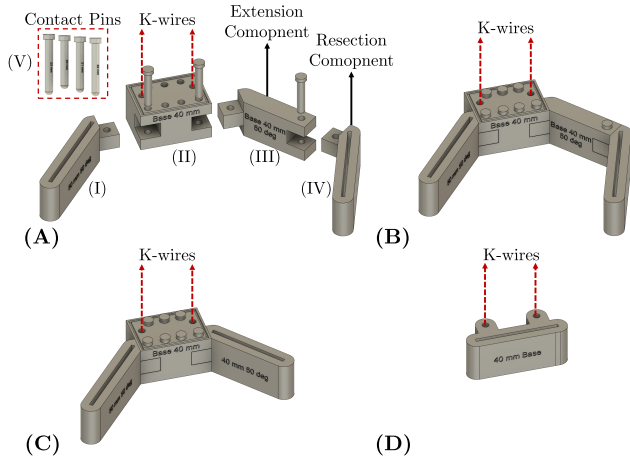 Contact Pins
K-wires
Extension
Comopnent
Resection
Comopnent
K-wires
(V)
Base 40 mm
Base 40 mm
50 deg
(I)
(II)
(III)
(IV)
(A)
Base 40 mm
Base 40 mm
50 deg
(B)
K-wires
K-wires
Base 40 mm
40 mm 50 deg
40 mm Base
(C)
(D)